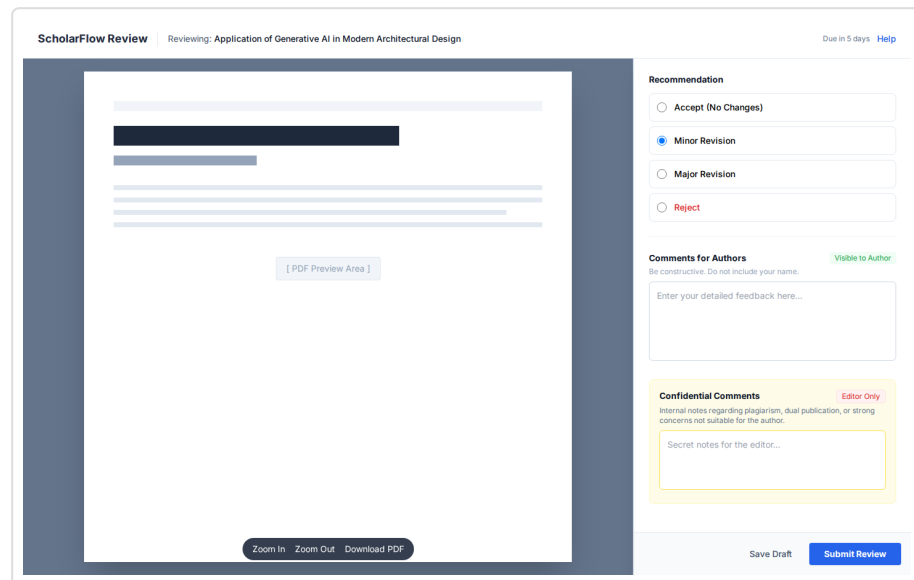 ScholarFlow Review
Reviewing: Application of Generative AI in Modern Architectural Design
Due in 5 days
Help
[ PDF Preview Area ]
Zoom In Zoom Out Download PDF
Recommendation
Accept (No Changes)
Minor Revision
Major Revision
Reject
Comments for Authors
Visible to Author
Be constructive. Do not include your name.
Enter your detailed feedback here...
Confidential Comments
Editor Only
Internal notes regarding plagiarism, dual publication, or strong
concerns not suitable for the author.
Secret notes for the editor...
Save Draft
Submit Review